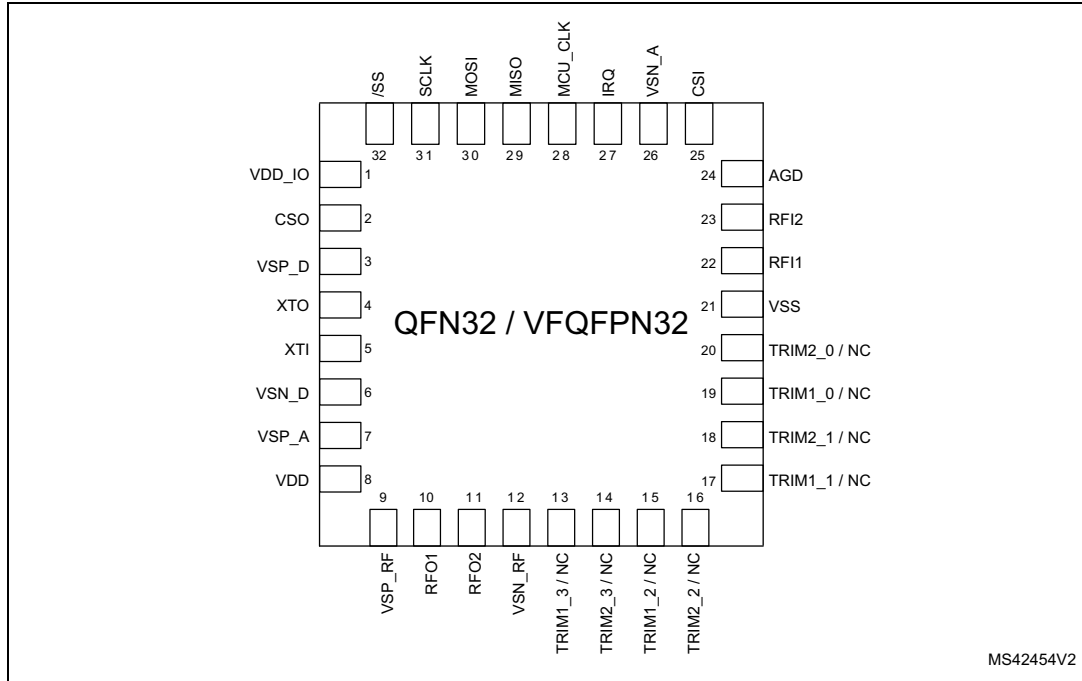 /SS
SCLK
MOSI
MISO
MCU_CLK
IRQ
VSN_A
CSI
32 31 30 29 28 27 26 25
VDD_IO 1 24 AGD
CSO 2 23 RFI2
VSP_D 3 22 RFI1
XTO 4 21 VSS
QFN32 / VFQFPN32
XTI 5 20 TRIM2_0 / NC
VSN_D 6 19 TRIM1_0 / NC
VSP_A 7 18 TRIM2_1 / NC
VDD 8 17 TRIM1_1 / NC
9 10 11 12 13 14 15 16
VSP_RF
RFO1
RFO2
VSN_RF
TRIM1_3 / NC
TRIM2_3 / NC
TRIM1_2 / NC
TRIM2_2 / NC
MS42454V2